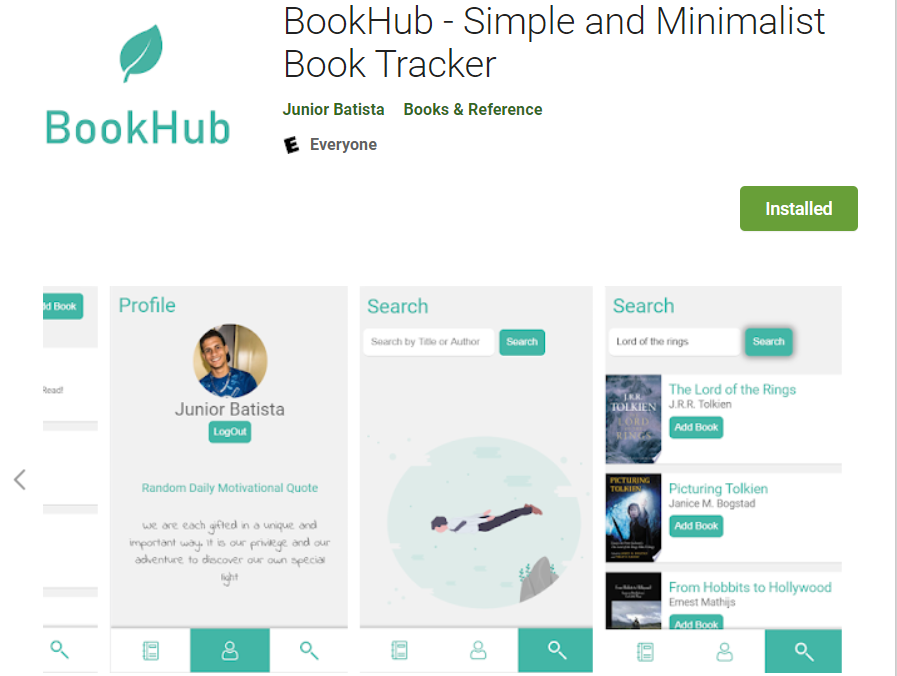 BookHub
BookHub - Simple and Minimalist
Book Tracker
Junior Batista Books & Reference
E Everyone
Installed
dd Book
Read!
Profile
Junior Batista
LogOut
Random Daily Motivational Quote
we are each gifted in a unique and
important way. It is our privilege and our
adventure to discover our own special
light
Search
Search by Title or Author Search
Search
Lord of the rings Search
J.R.R.
TOLKIEN
LORD
RINGS
The Lord of the Rings
J.R.R. Tolkien
Add Book
PICTURING
TOLKIEN
Picturing Tolkien
Janice M. Bogstad
Add Book
From Hobbits to Hollywood
Ernest Mathijs
Add Book